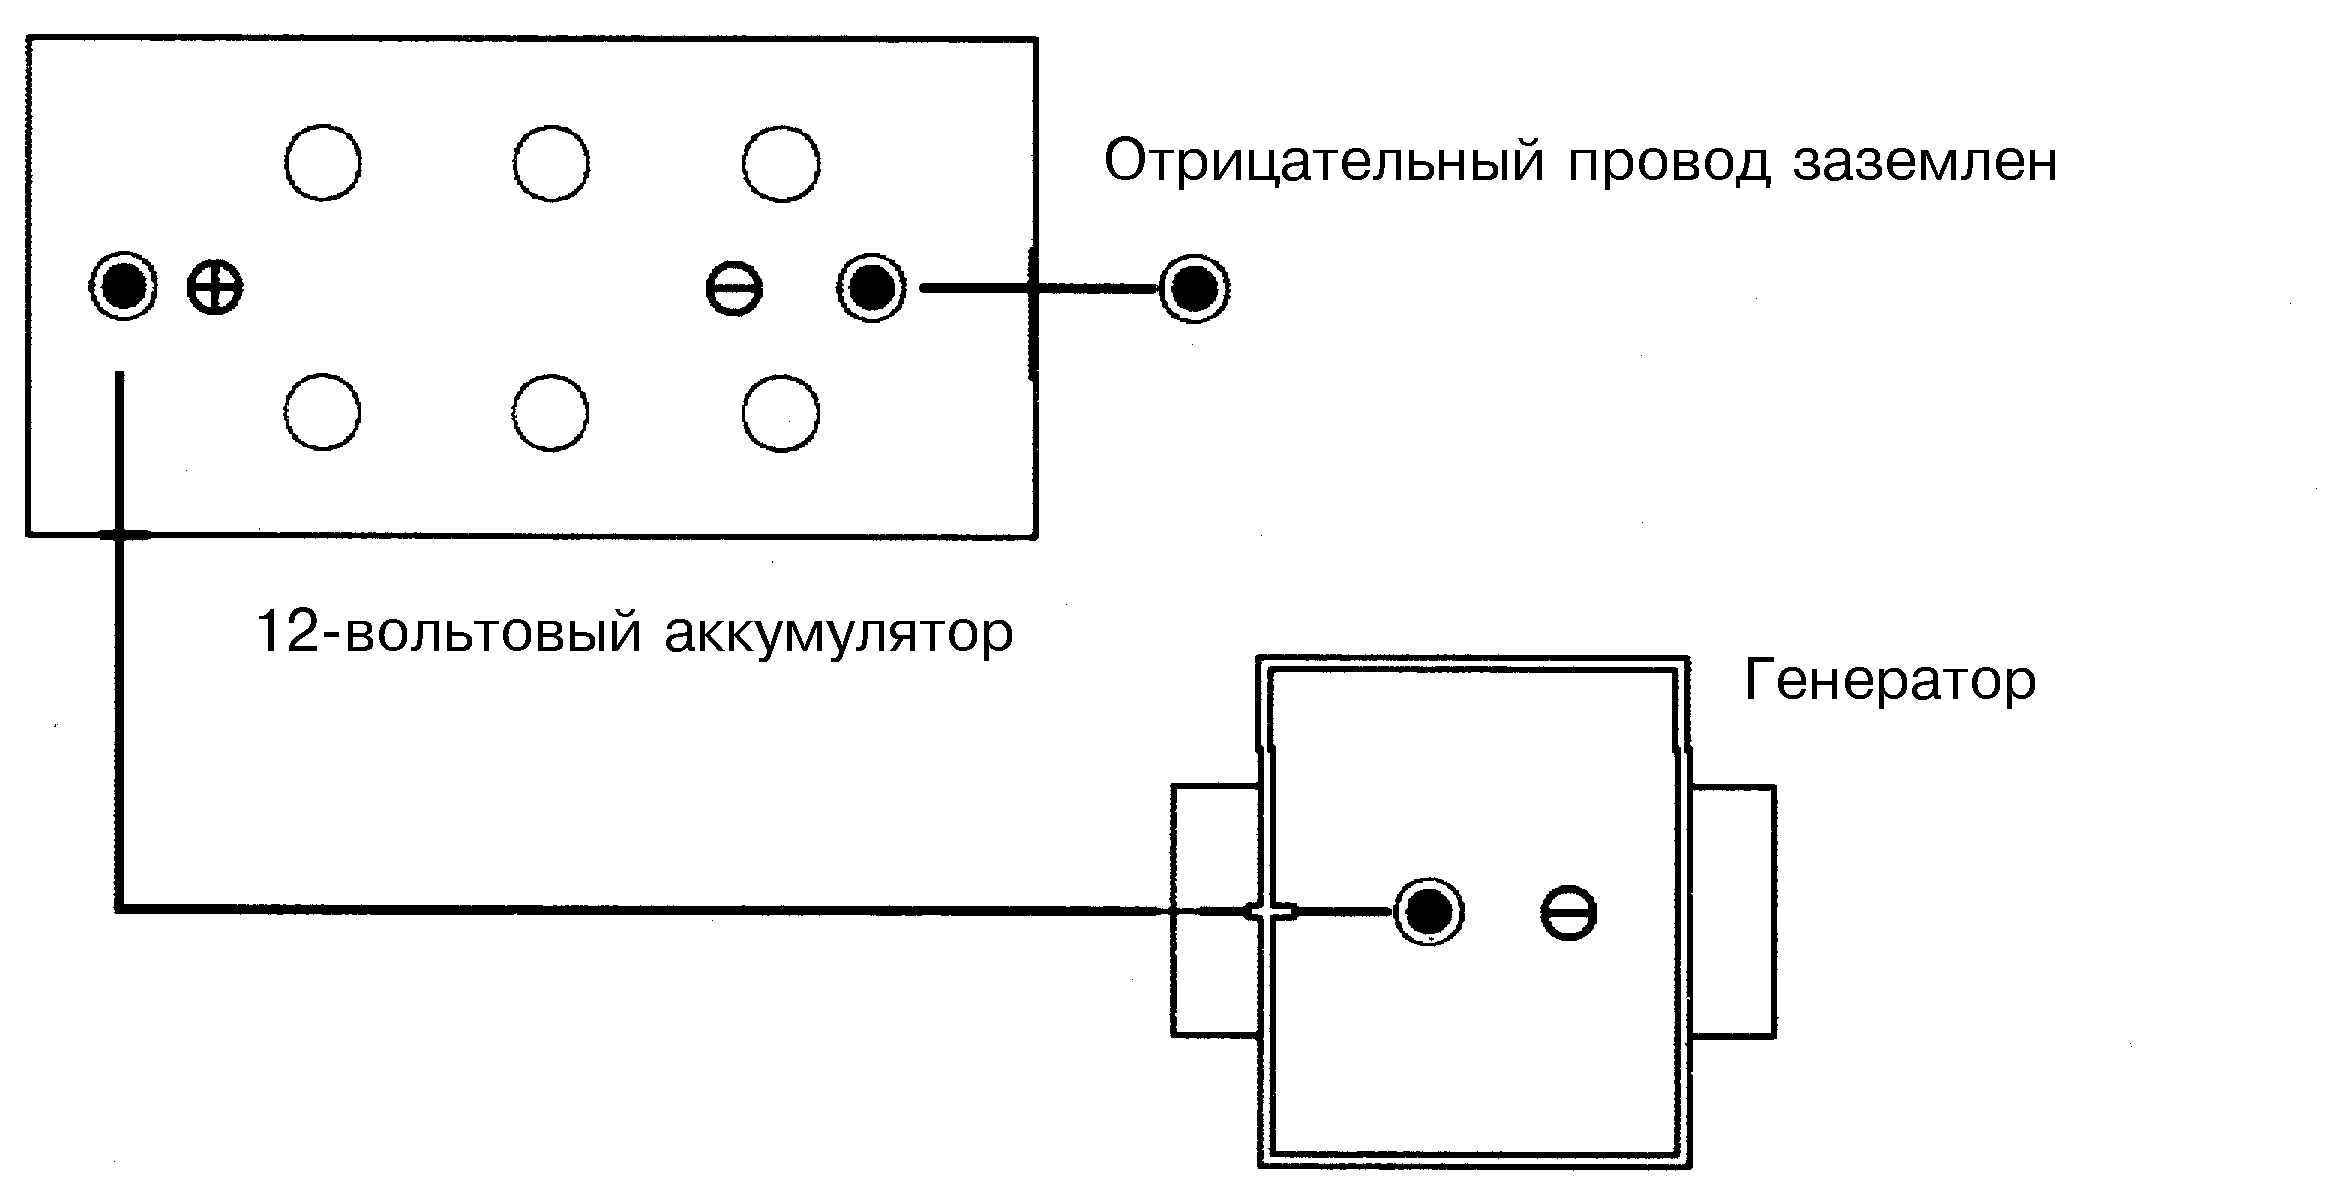 Отрицательный провод заземлен
12-вольтовый аккумулятор
Генератор